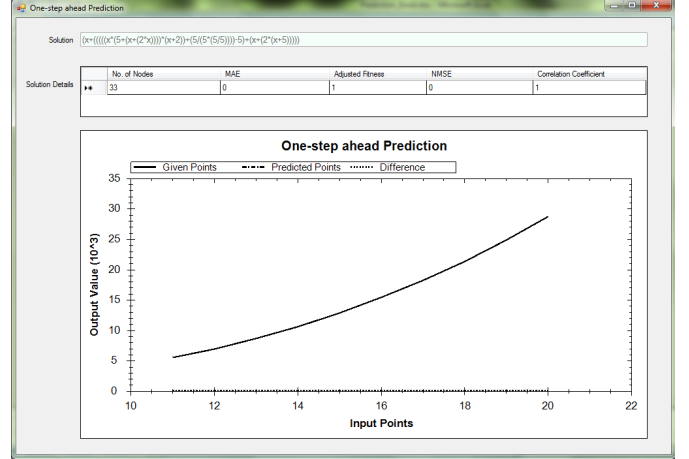 One-step ahead Prediction
Solution (x+(((((x*(5+(x+(2*x))))*(x+2))+(5/(5*(5/5))))-5)+(x+(2*(x+5)))))
No. of Nodes MAE Adjusted Fitness NMSE Correlation Coefficient
Solution Details 33 0 1 0 1
One-step ahead Prediction
Given Points Predicted Points Difference
35
30
25
20
15
10
5
0
Output Value (10^3)
10 12 14 16 18 20 22
Input Points